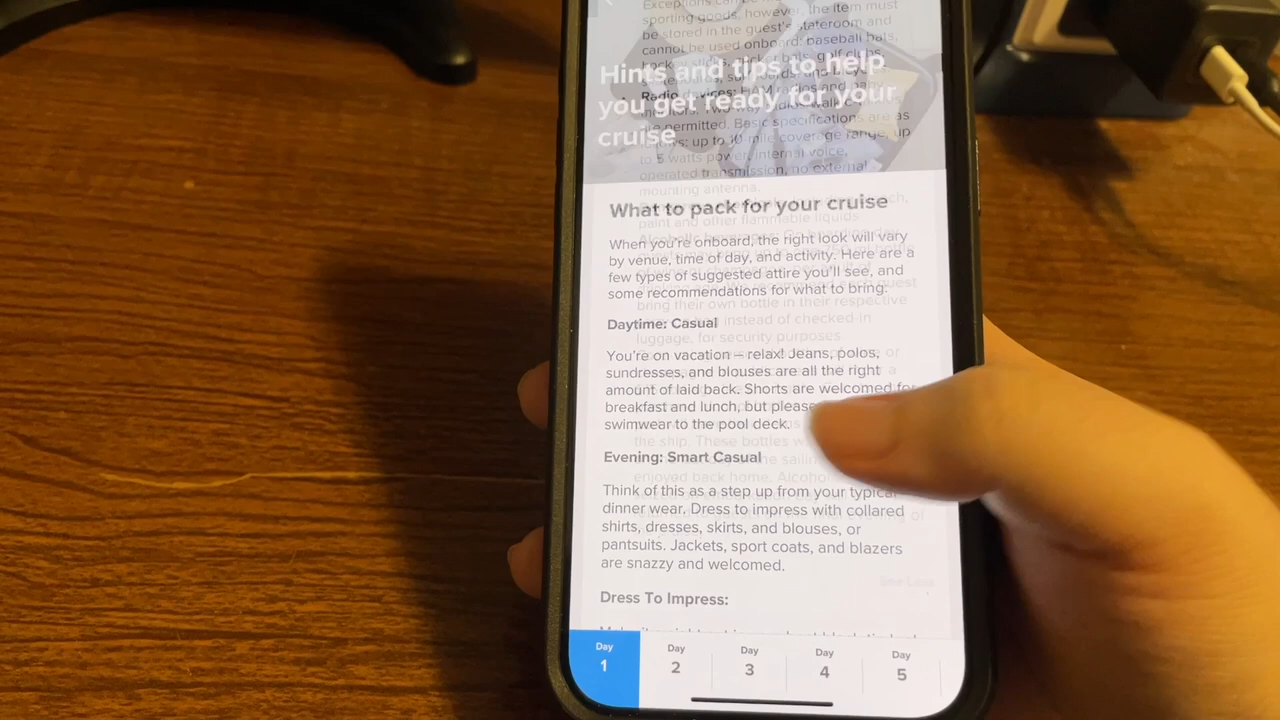 Hints and tips to help
you get ready for your
cruise
Exceptions can be
sporting goods, however, the item must
be stored in the guest's stateroom and
cannot be used onboard: baseball bats,
Radio devices:
are permitted. Basic specifications are as
up to 10 mile coverage range, up
to 5 watts power, internal voice,
operated transmission, no external
mounting antenna.
What to pack for your cruise
paint and other flammable liquids
When you're onboard, the right look will vary
by venue, time of day, and activity. Here are a
few types of suggested attire you'll see, and
some recommendations for what to bring:
bring their own bottle in their respective
instead of checked-in
luggage, for security purposes.
Daytime: Casual
You're on vacation – relax! Jeans, polos,
sundresses, and blouses are all the right
amount of laid back. Shorts are welcomed for
breakfast and lunch, but please
swimwear to the pool deck.
the ship. These bottles
enjoyed back home.
Evening: Smart Casual
Think of this as a step up from your typical
dinner wear. Dress to impress with collared
shirts, dresses, skirts, and blouses, or
pantsuits. Jackets, sport coats, and blazers
are snazzy and welcomed.
See Less
Dress To Impress:
Day 1
Day 2
Day 3
Day 4
Day 5